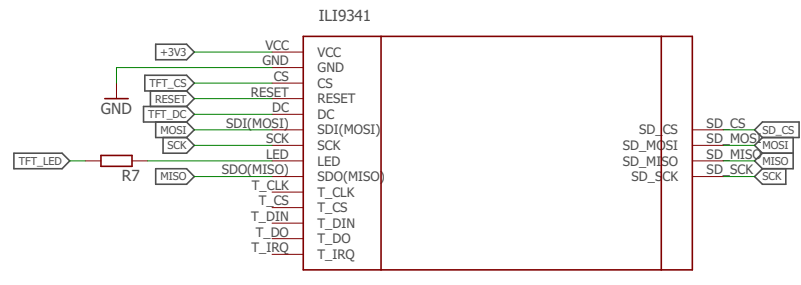 ILI9341
+3V3 VCC VCC
GND GND
TFT_CS CS CS
RESET RESET RESET
GND
TFT_DC DC DC
MOSI SDI(MOSI) SDI(MOSI) SD_CS SD_CS SD_CS
SCK SCK SCK SD_MOSI SD_MOSI MOSI
TFT_LED LED LED SD_MISO SD_MISO MISO
R7
MISO SDO(MISO) SDO(MISO) SD_SCK SD_SCK SCK
T_CLK T_CLK
T_CS T_CS
T_DIN T_DIN
T_DO T_DO
T_IRQ T_IRQ